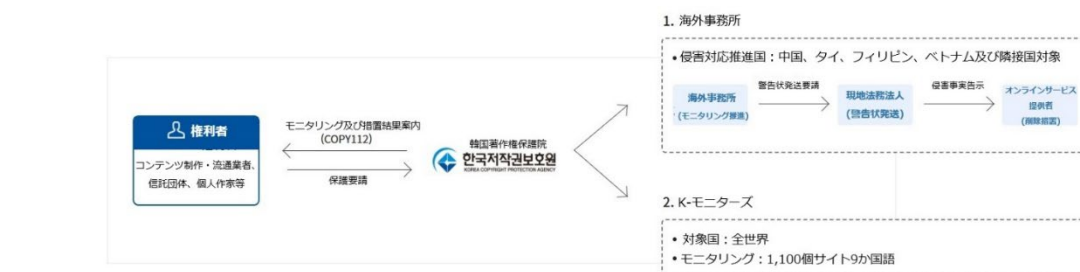 1. 海外事務所
• 侵害対応推進国：中国、タイ、フィリピン、ベトナム及び隣接国対象
海外事務所
(モニタリング推進)
警告状発送要請
現地法務法人
(警告状発送)
侵害事実告示
オンラインサービス
提供者
(削除措置)
権利者
コンテンツ制作・流通業者、
信託団体、個人作家等
モニタリング及び措置結果案内
(COPY112)
保護要請
韓国著作権保護院
한국저작권보호원
KOREA COPYRIGHT PROTECTION AGENCY
2. K-モニターズ
• 対象国：全世界
• モニタリング：1,100個サイト9か国語